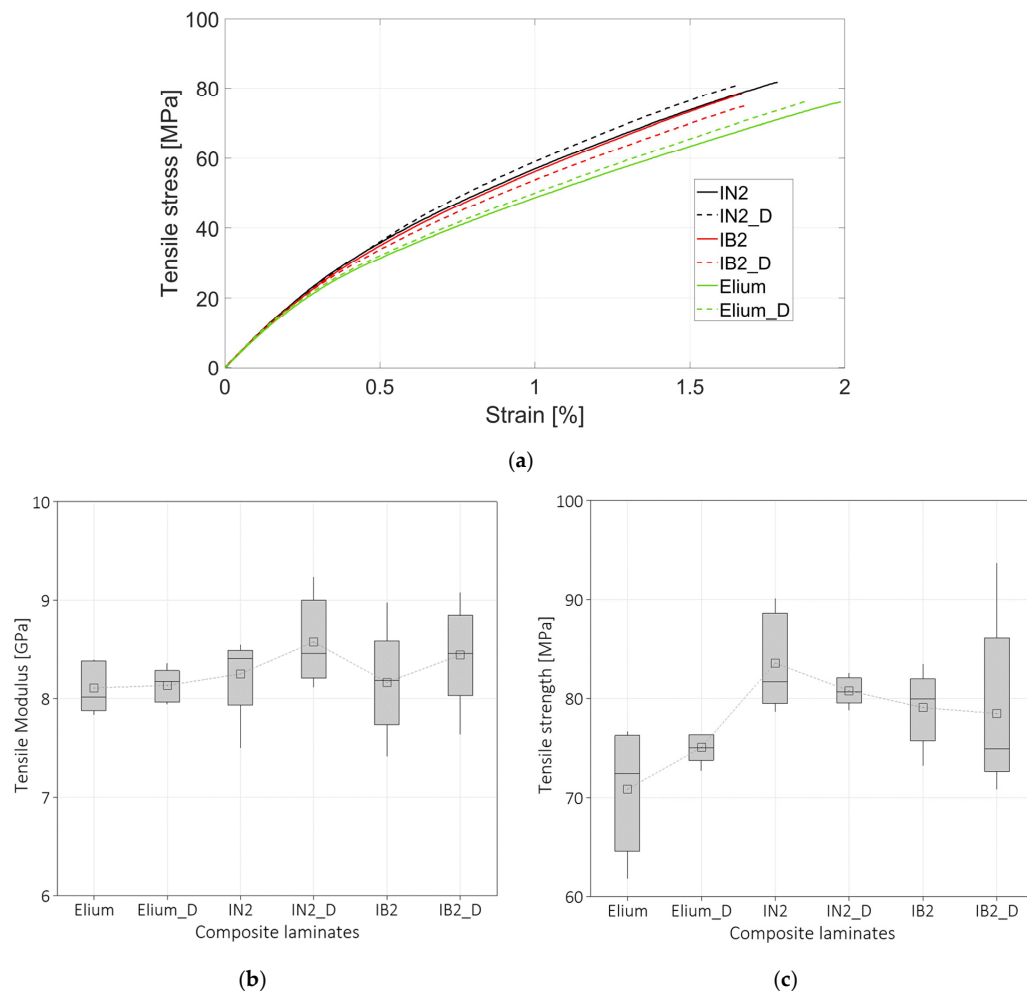 100
80
60
40
20
0
Tensile stress [MPa]
0 0.5 1 1.5 2
Strain [%]
IN2
IN2_D
IB2
IB2_D
Elium
Elium_D
(a)
10
9
8
7
6
Tensile Modulus [GPa]
Elium Elium_D IN2 IN2_D IB2 IB2_D
Composite laminates
(b)
100
90
80
70
60
Tensile strength [MPa]
Elium Elium_D IN2 IN2_D IB2 IB2_D
Composite laminates
(c)